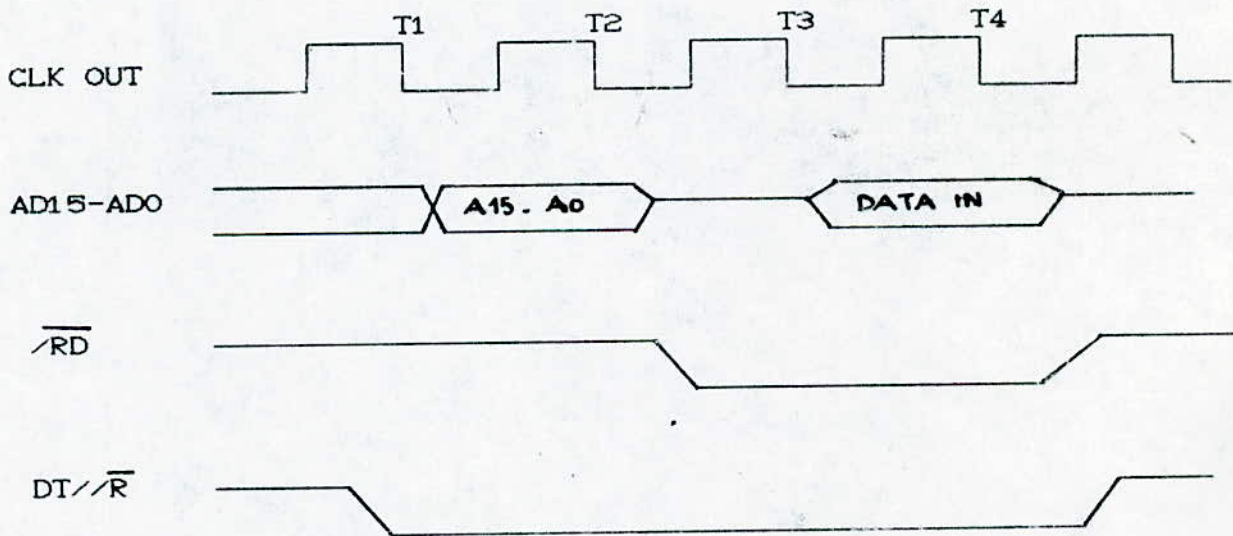 T1 T2 T3 T4
CLK OUT
AD15-AD0 A15. A0 DATA IN
/RD
DT//R